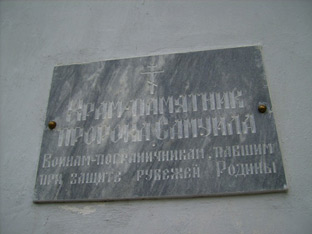 Храм-памятник
пророка Самуила
Воинам-пограничникам, павшим
при защите рубежей Родины